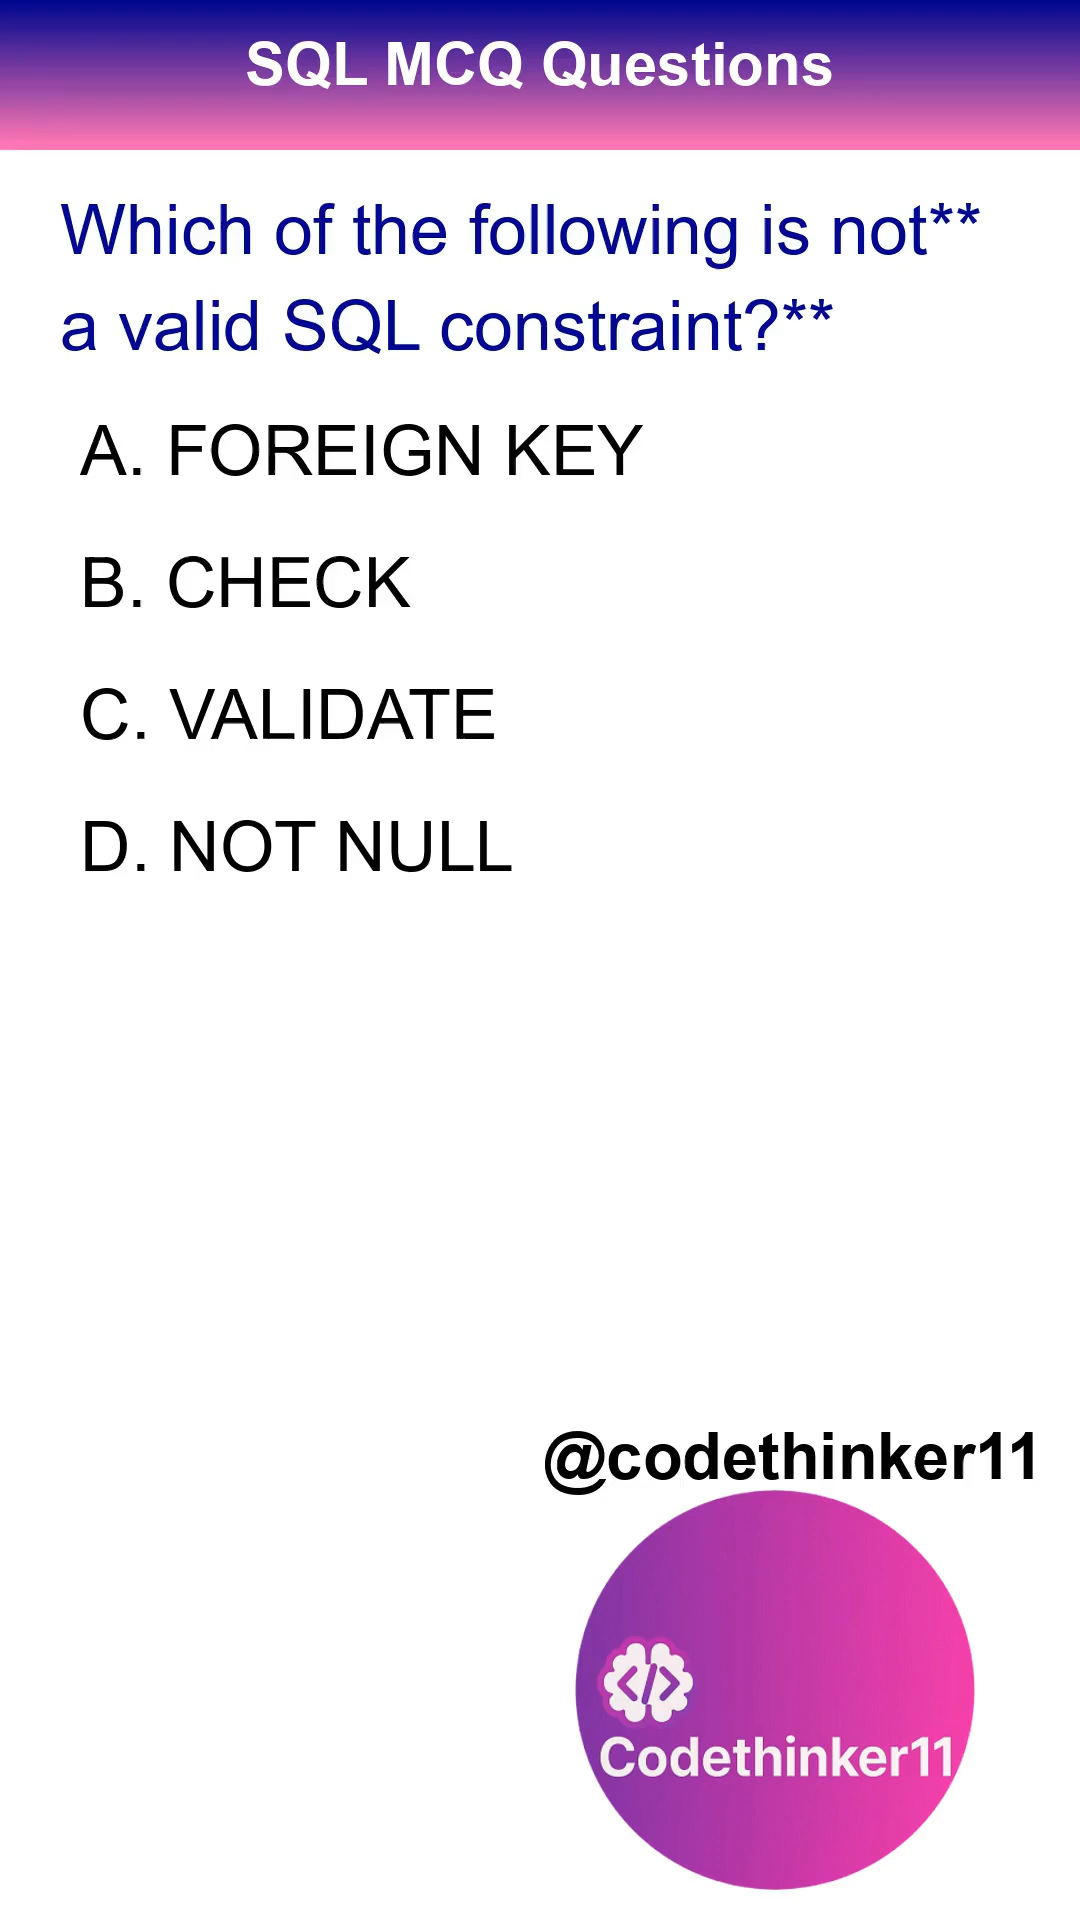 SQL MCQ Questions
Which of the following is not**
a valid SQL constraint?**
A. FOREIGN KEY
B. CHECK
C. VALIDATE
D. NOT NULL
@codethinker11
</>
Codethinker11